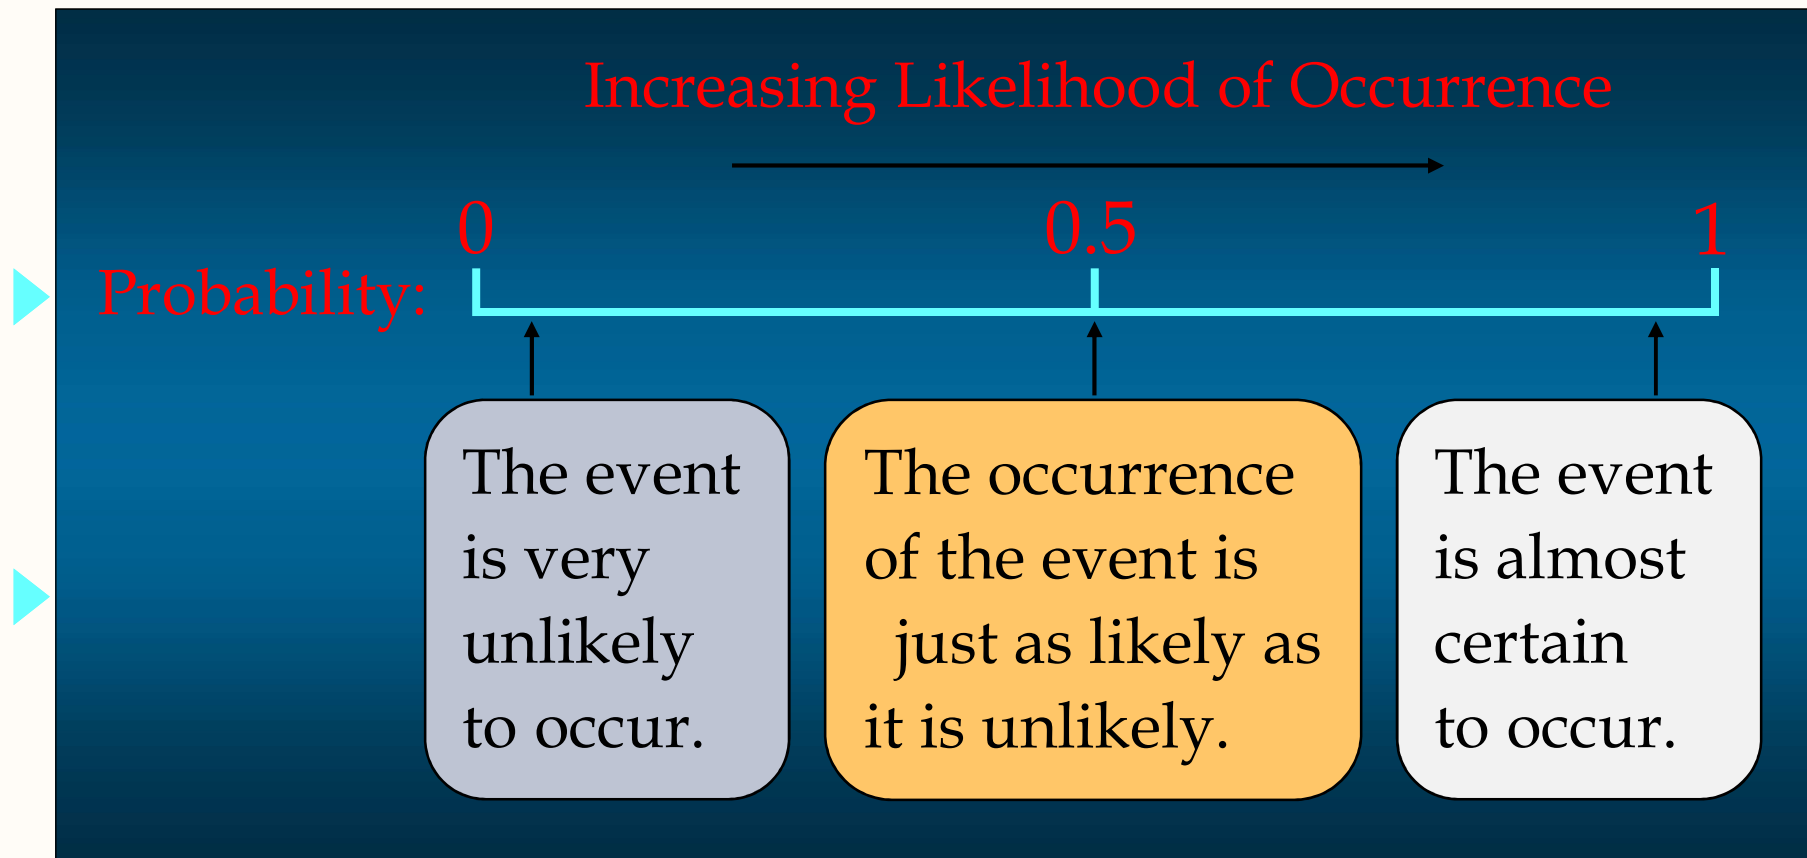 Increasing Likelihood of Occurrence
0 0.5 1
Probability:
The event
is very
unlikely
to occur.
The occurrence
of the event is
just as likely as
it is unlikely.
The event
is almost
certain
to occur.